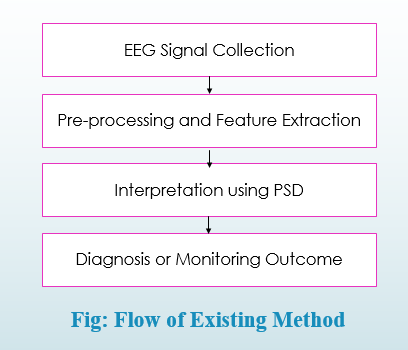 EEG Signal Collection
Pre-processing and Feature Extraction
Interpretation using PSD
Diagnosis or Monitoring Outcome
Fig: Flow of Existing Method